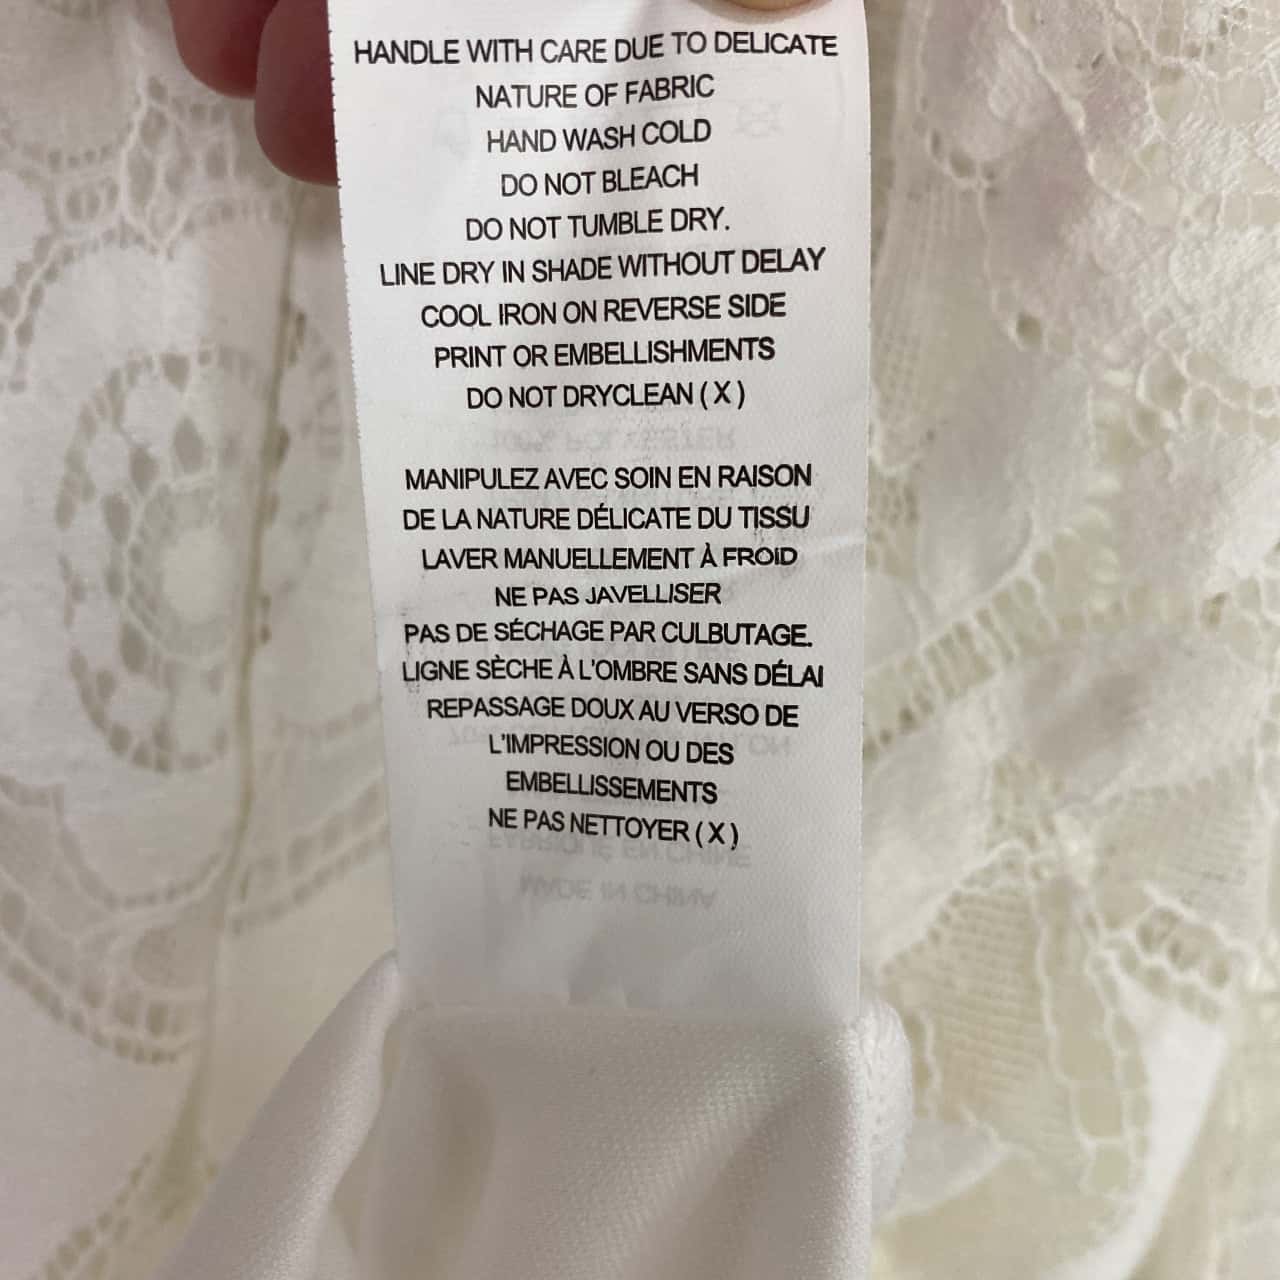 HANDLE WITH CARE DUE TO DELICATE
NATURE OF FABRIC
HAND WASH COLD
DO NOT BLEACH
DO NOT TUMBLE DRY.
LINE DRY IN SHADE WITHOUT DELAY
COOL IRON ON REVERSE SIDE
PRINT OR EMBELLISHMENTS
DO NOT DRYCLEAN ( X )
MANIPULEZ AVEC SOIN EN RAISON
DE LA NATURE DÉLICATE DU TISSU
LAVER MANUELLEMENT À FROID
NE PAS JAVELLISER
PAS DE SÉCHAGE PAR CULBUTAGE.
LIGNE SÈCHE À L'OMBRE SANS DÉLAI
REPASSAGE DOUX AU VERSO DE
L'IMPRESSION OU DES
EMBELLISSEMENTS
NE PAS NETTOYER ( X )